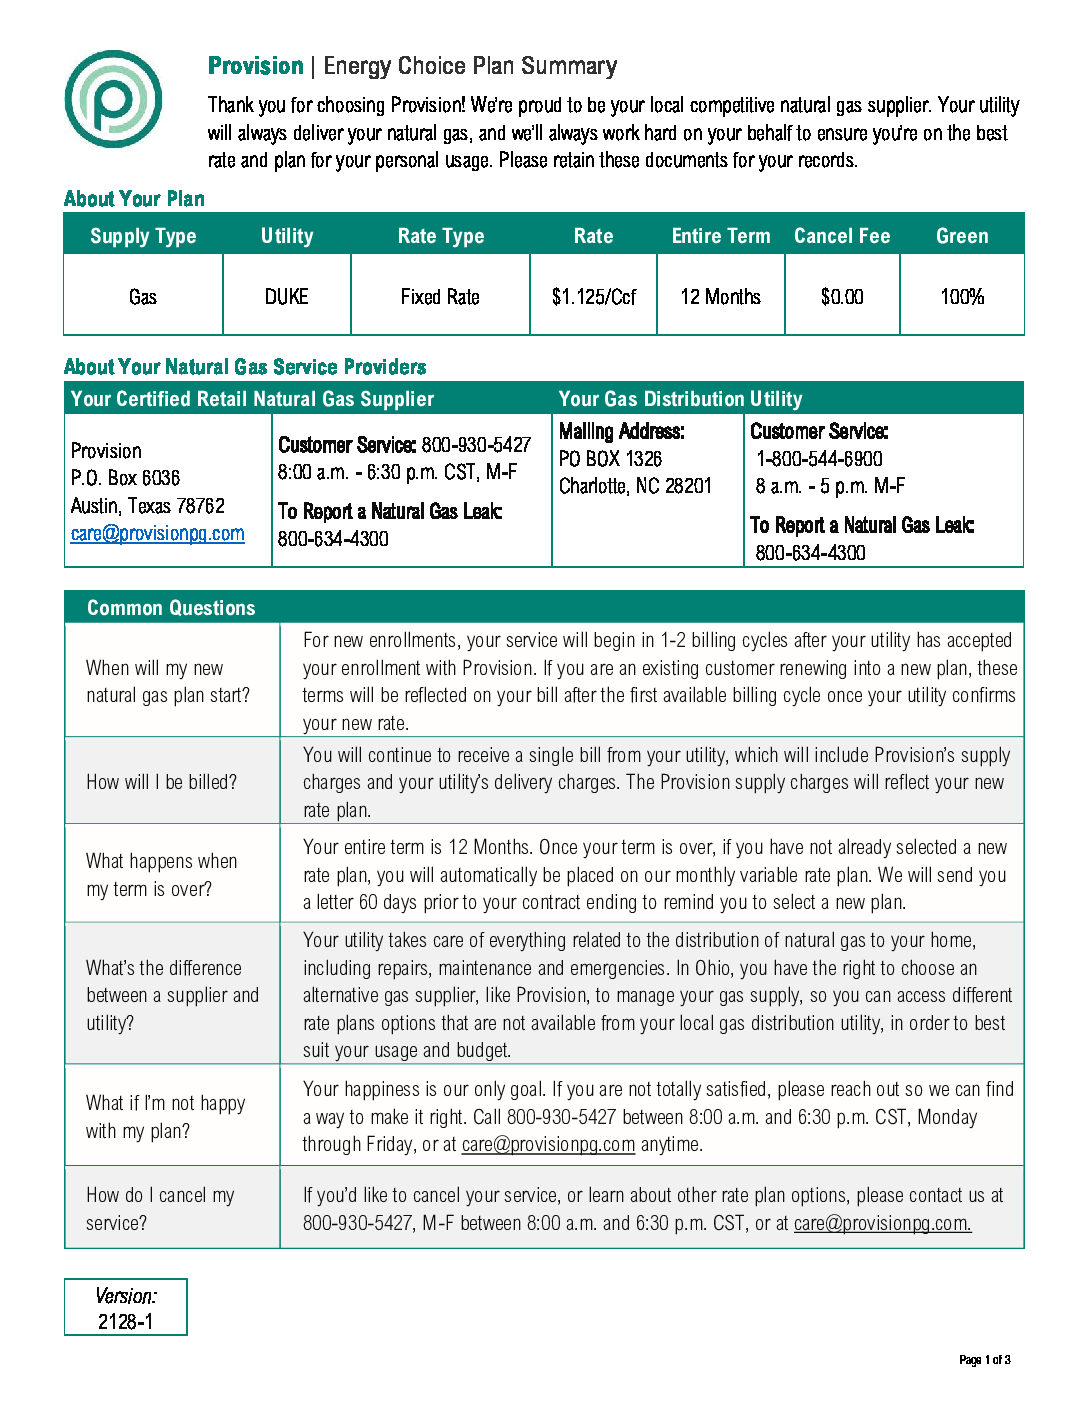 Provision | Energy Choice Plan Summary
Thank you for choosing Provision! We're proud to be your local competitive natural gas supplier. Your utility
will always deliver your natural gas, and we'll always work hard on your behalf to ensure you're on the best
rate and plan for your personal usage. Please retain these documents for your records.
About Your Plan
Supply Type Utility Rate Type Rate Entire Term Cancel Fee Green
Gas DUKE Fixed Rate $1.125/Ccf 12 Months $0.00 100%
About Your Natural Gas Service Providers
Your Certified Retail Natural Gas Supplier Your Gas Distribution Utility
Provision
P.O. Box 6036
Austin, Texas 78762
care@provisionpg.com
Customer Service: 800-930-5427
8:00 a.m. - 6:30 p.m. CST, M-F
To Report a Natural Gas Leak:
800-634-4300
Mailing Address:
PO BOX 1326
Charlotte, NC 28201
Customer Service:
1-800-544-6900
8 a.m. - 5 p.m. M-F
To Report a Natural Gas Leak:
800-634-4300
Common Questions
When will my new
natural gas plan start?
For new enrollments, your service will begin in 1-2 billing cycles after your utility has accepted
your enrollment with Provision. If you are an existing customer renewing into a new plan, these
terms will be reflected on your bill after the first available billing cycle once your utility confirms
your new rate.
How will I be billed?
You will continue to receive a single bill from your utility, which will include Provision's supply
charges and your utility's delivery charges. The Provision supply charges will reflect your new
rate plan.
What happens when
my term is over?
Your entire term is 12 Months. Once your term is over, if you have not already selected a new
rate plan, you will automatically be placed on our monthly variable rate plan. We will send you
a letter 60 days prior to your contract ending to remind you to select a new plan.
What's the difference
between a supplier and
utility?
Your utility takes care of everything related to the distribution of natural gas to your home,
including repairs, maintenance and emergencies. In Ohio, you have the right to choose an
alternative gas supplier, like Provision, to manage your gas supply, so you can access different
rate plans options that are not available from your local gas distribution utility, in order to best
suit your usage and budget.
What if I'm not happy
with my plan?
Your happiness is our only goal. If you are not totally satisfied, please reach out so we can find
a way to make it right. Call 800-930-5427 between 8:00 a.m. and 6:30 p.m. CST, Monday
through Friday, or at care@provisionpg.com anytime.
How do I cancel my
service?
If you'd like to cancel your service, or learn about other rate plan options, please contact us at
800-930-5427, M-F between 8:00 a.m. and 6:30 p.m. CST, or at care@provisionpg.com.
Version:
2128-1
Page 1 of 3